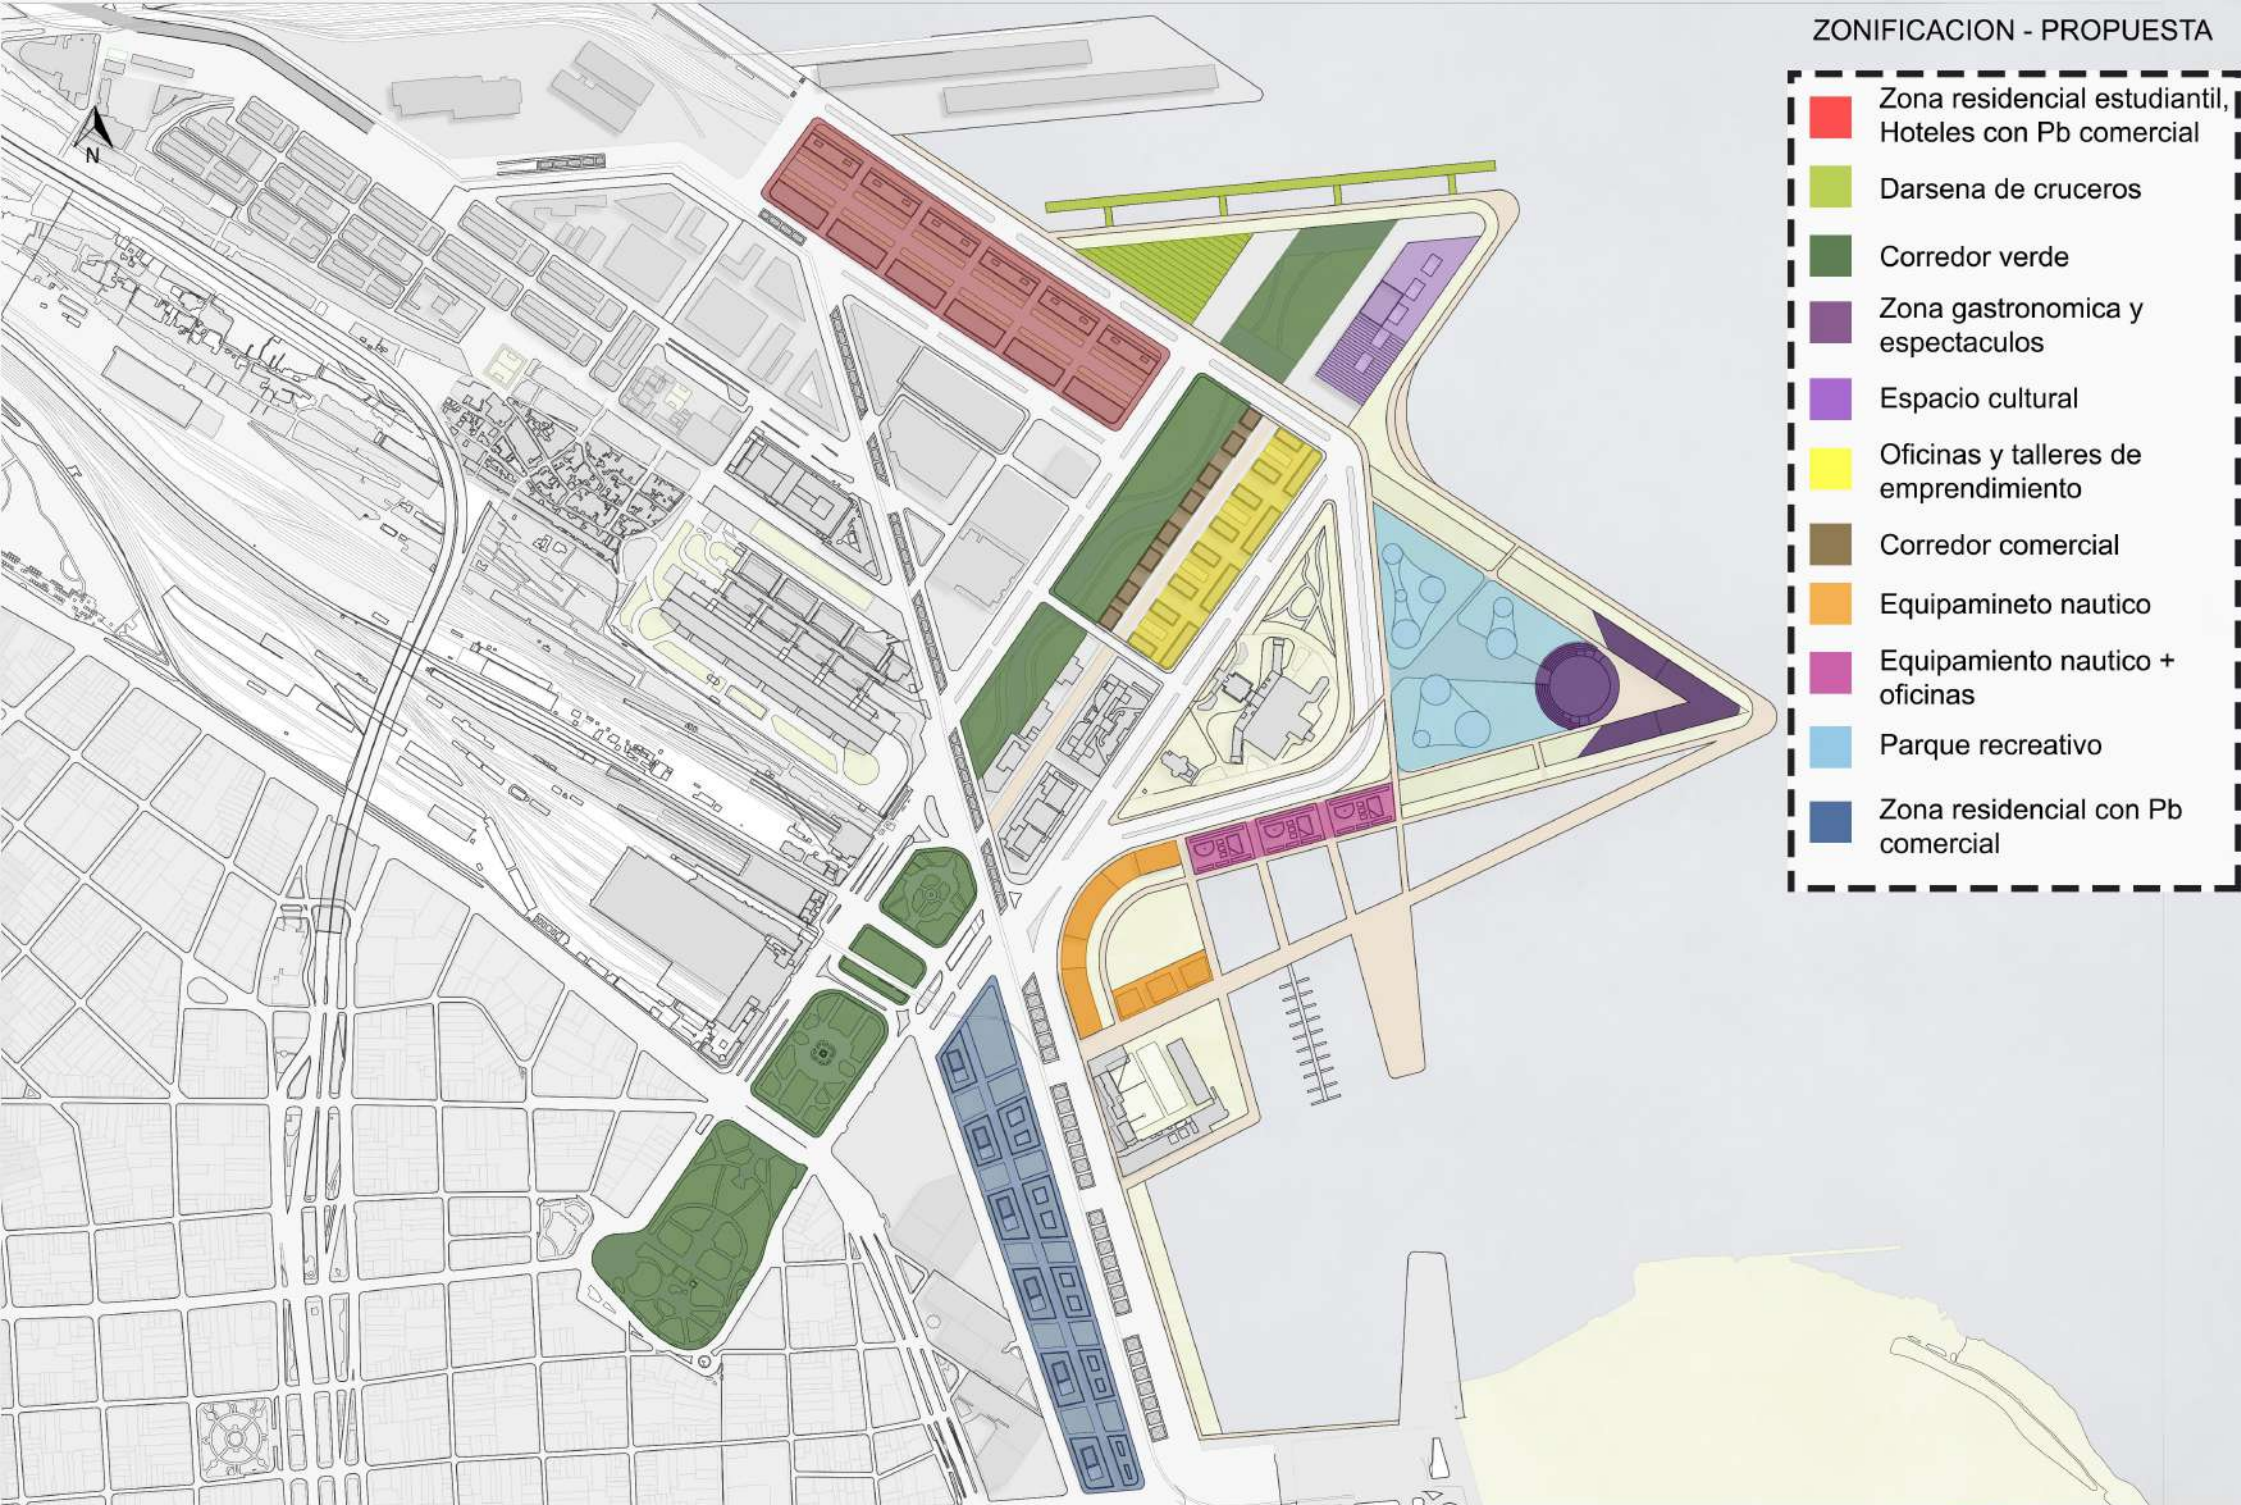 ZONIFICACION - PROPUESTA
Zona residencial estudiantil,
Hoteles con Pb comercial
Darsena de cruceros
Corredor verde
Zona gastronomica y
espectaculos
Espacio cultural
Oficinas y talleres de
emprendimiento
Corredor comercial
Equipamineto nautico
Equipamiento nautico +
oficinas
Parque recreativo
Zona residencial con Pb
comercial
N